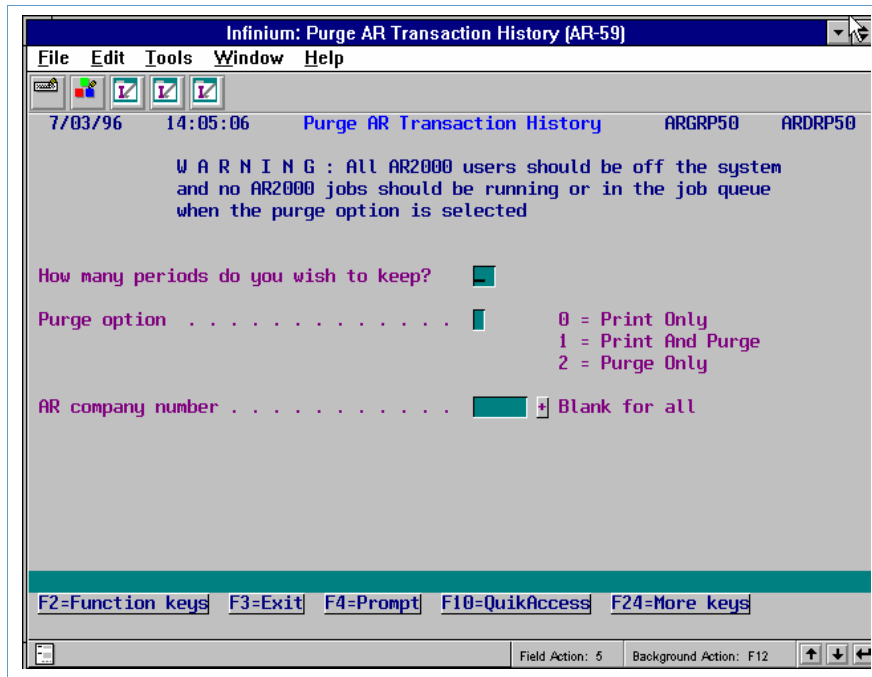 Infinium: Purge AR Transaction History (AR-59)
File Edit Tools Window Help
7/03/96 14:05:06 Purge AR Transaction History ARGRP50 ARDRP50
W A R N I N G : All AR2000 users should be off the system
and no AR2000 jobs should be running or in the job queue
when the purge option is selected
How many periods do you wish to keep?
Purge option . . . . . . . . . . . . . 0 = Print Only
1 = Print And Purge
2 = Purge Only
AR company number . . . . . . . . . . . + Blank for all
F2=Function keys F3=Exit F4=Prompt F10=QuikAccess F24=More keys
Field Action: 5 Background Action: F12